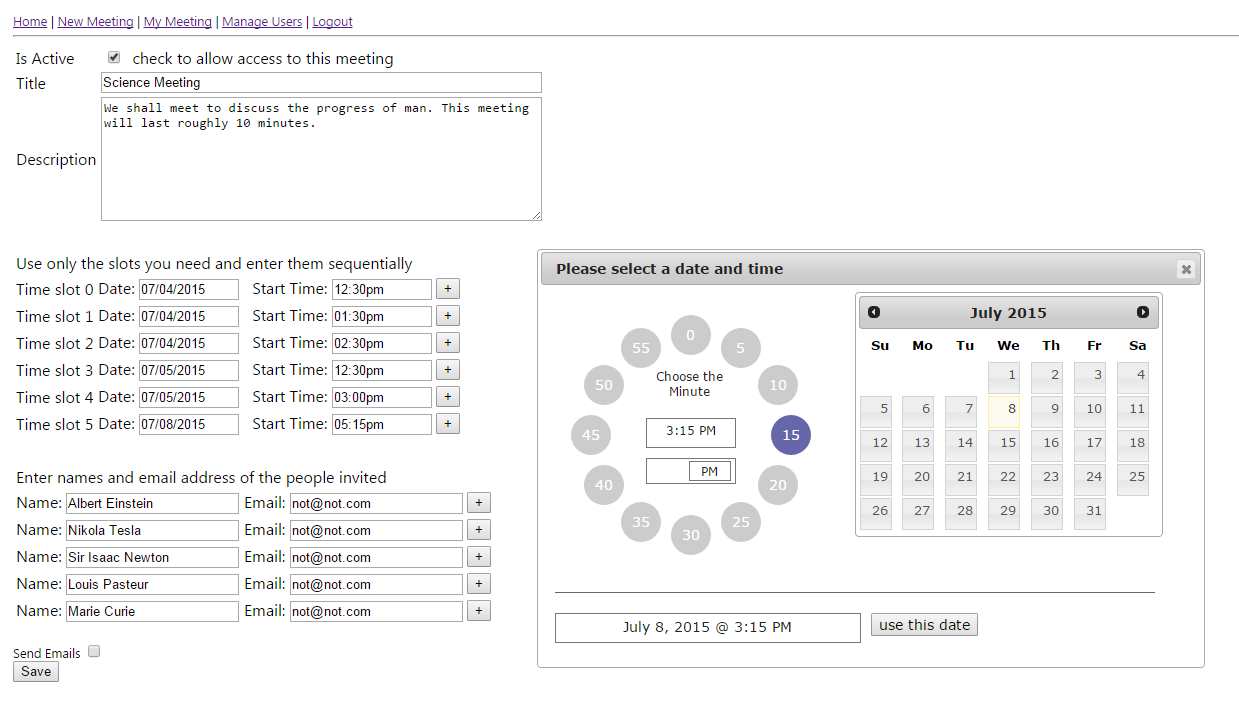 Home | New Meeting | My Meeting | Manage Users | Logout
Is Active check to allow access to this meeting
Title Science Meeting
Description We shall meet to discuss the progress of man. This meeting
will last roughly 10 minutes.
Use only the slots you need and enter them sequentially
Time slot 0 Date: 07/04/2015 Start Time: 12:30pm +
Time slot 1 Date: 07/04/2015 Start Time: 01:30pm +
Time slot 2 Date: 07/04/2015 Start Time: 02:30pm +
Time slot 3 Date: 07/05/2015 Start Time: 12:30pm +
Time slot 4 Date: 07/05/2015 Start Time: 03:00pm +
Time slot 5 Date: 07/08/2015 Start Time: 05:15pm +
Enter names and email address of the people invited
Name: Albert Einstein Email: not@not.com +
Name: Nikola Tesla Email: not@not.com +
Name: Sir Isaac Newton Email: not@not.com +
Name: Louis Pasteur Email: not@not.com +
Name: Marie Curie Email: not@not.com +
Send Emails
Save
Please select a date and time
0
55 5
Choose the
Minute
50 10
3:15 PM
45 15
PM
40 20
35 25
30
July 2015
Su Mo Tu We Th Fr Sa
1 2 3 4
5 6 7 8 9 10 11
12 13 14 15 16 17 18
19 20 21 22 23 24 25
26 27 28 29 30 31
July 8, 2015 @ 3:15 PM use this date